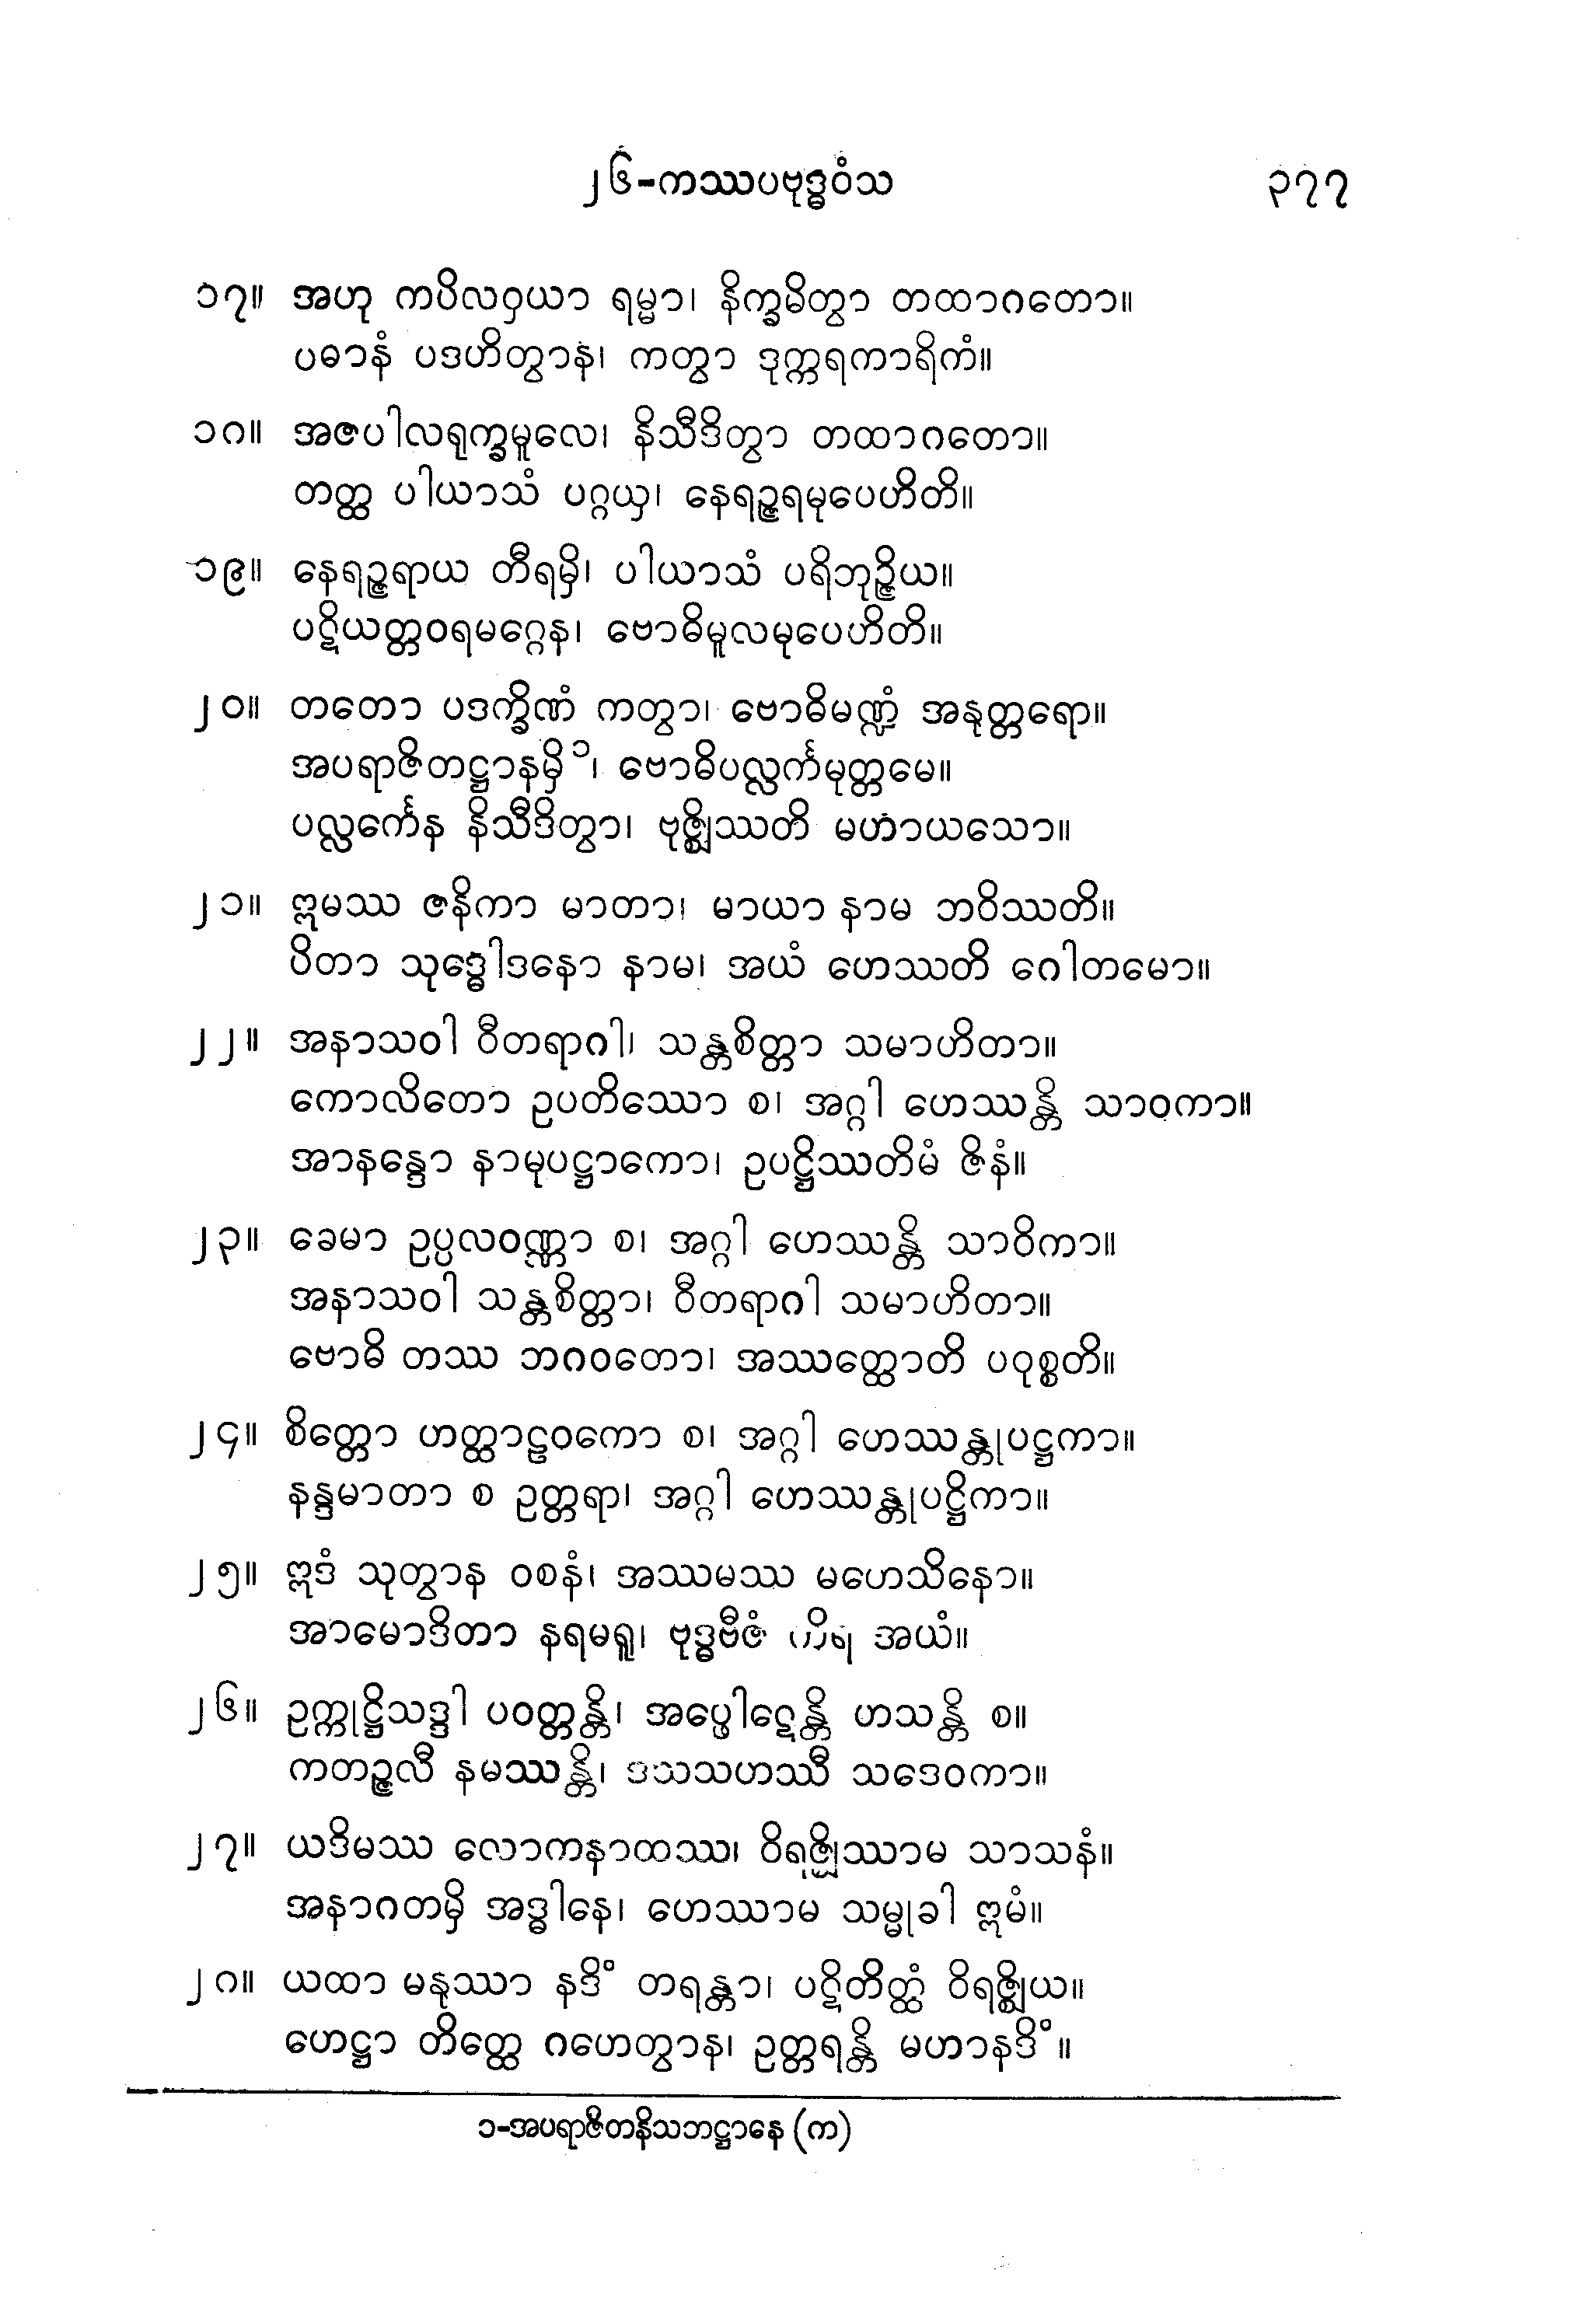 ၂၆-ကဿပဗုဒ္ဓဝံသ ၃၇၇
၁၇။ အဟု ကပိလဝှယာ ရမ္မာ၊ နိက္ခမိတွာ တထာဂတော။
ပဓာနံ ပဒဟိတွာန၊ ကတွာ ဒုက္ကရကာရိကံ။
၁၈။ အဇပါလရုက္ခမူလေ၊ နိသီဒိတွာ တထာဂတော။
တတ္ထ ပါယာသံ ပဂ္ဂယှ၊ နေရဉ္ဇရမုပေဟိတိ။
၁၉။ နေရဉ္ဇရာယ တီရမှိ၊ ပါယာသံ ပရိဘုဉ္ဇိယ။
ပဋိယတ္တဝရမဂ္ဂေန၊ ဗောဓိမူလမုပေဟိတိ။
၂၀။ တတော ပဒက္ခိဏံ ကတွာ၊ ဗောဓိမဏ္ဍံ အနုတ္တရော။
အပရာဇိတဋ္ဌာနမှိ ၁၊ ဗောဓိပလ္လင်္ကမုတ္တမေ။
ပလ္လင်္ကေန နိသီဒိတွာ၊ ဗုဇ္ဈိဿတိ မဟာယသော။
၂၁။ ဣမဿ ဇနိကာ မာတာ၊ မာယာ နာမ ဘဝိဿတိ။
ပိတာ သုဒ္ဓေါဒနော နာမ၊ အယံ ဟေဿတိ ဂေါတမော။
၂၂။ အနာသဝါ ဝီတရာဂါ၊ သန္တစိတ္တာ သမာဟိတာ။
ကောလိတော ဥပတိဿော စ၊ အဂ္ဂါ ဟေဿန္တိ သာဝကာ။
အာနန္ဒော နာမုပဋ္ဌာကော၊ ဥပဋ္ဌိဿတိမံ ဇိနံ။
၂၃။ ခေမာ ဥပ္ပလဝဏ္ဏာ စ၊ အဂ္ဂါ ဟေဿန္တိ သာဝိကာ။
အနာသဝါ သန္တစိတ္တာ၊ ဝီတရာဂါ သမာဟိတာ။
ဗောဓိ တဿ ဘဂဝတော၊ အဿတ္ထောတိ ပဝုစ္စတိ။
၂၄။ စိတ္တော ဟတ္ထာဠဝကော စ၊ အဂ္ဂါ ဟေဿန္တုပဋ္ဌကာ။
နန္ဒမာတာ စ ဥတ္တရာ၊ အဂ္ဂါ ဟေဿန္တုပဋ္ဌိကာ။
၂၅။ ဣဒံ သုတွာန ဝစနံ၊ အဿမဿ မဟေသိနော။
အာမောဒိတာ နရမရူ၊ ဗုဒ္ဓဗီဇံ ကိရ အယံ။
၂၆။ ဥက္ကုဋ္ဌိသဒ္ဒါ ပဝတ္တန္တိ၊ အပ္ဖေါဋေန္တိ ဟသန္တိ စ။
ကတဉ္ဇလီ နမဿန္တိ၊ ဒသသဟဿီ သဒေဝကာ။
၂၇။ ယဒိမဿ လောကနာထဿ၊ ဝိရဇ္ဈိဿာမ သာသနံ။
အနာဂတမှိ အဒ္ဓါနေ၊ ဟေဿာမ သမ္မုခါ ဣမံ။
၂၈။ ယထာ မနုဿာ နဒိံ တရန္တာ၊ ပဋိတိတ္ထံ ဝိရဇ္ဈိယ။
ဟေဋ္ဌာ တိတ္ထေ ဂဟေတွာန၊ ဥတ္တရန္တိ မဟာနဒိံ။
၁-အပရာဇိတနိသဘဋ္ဌာနေ (က)